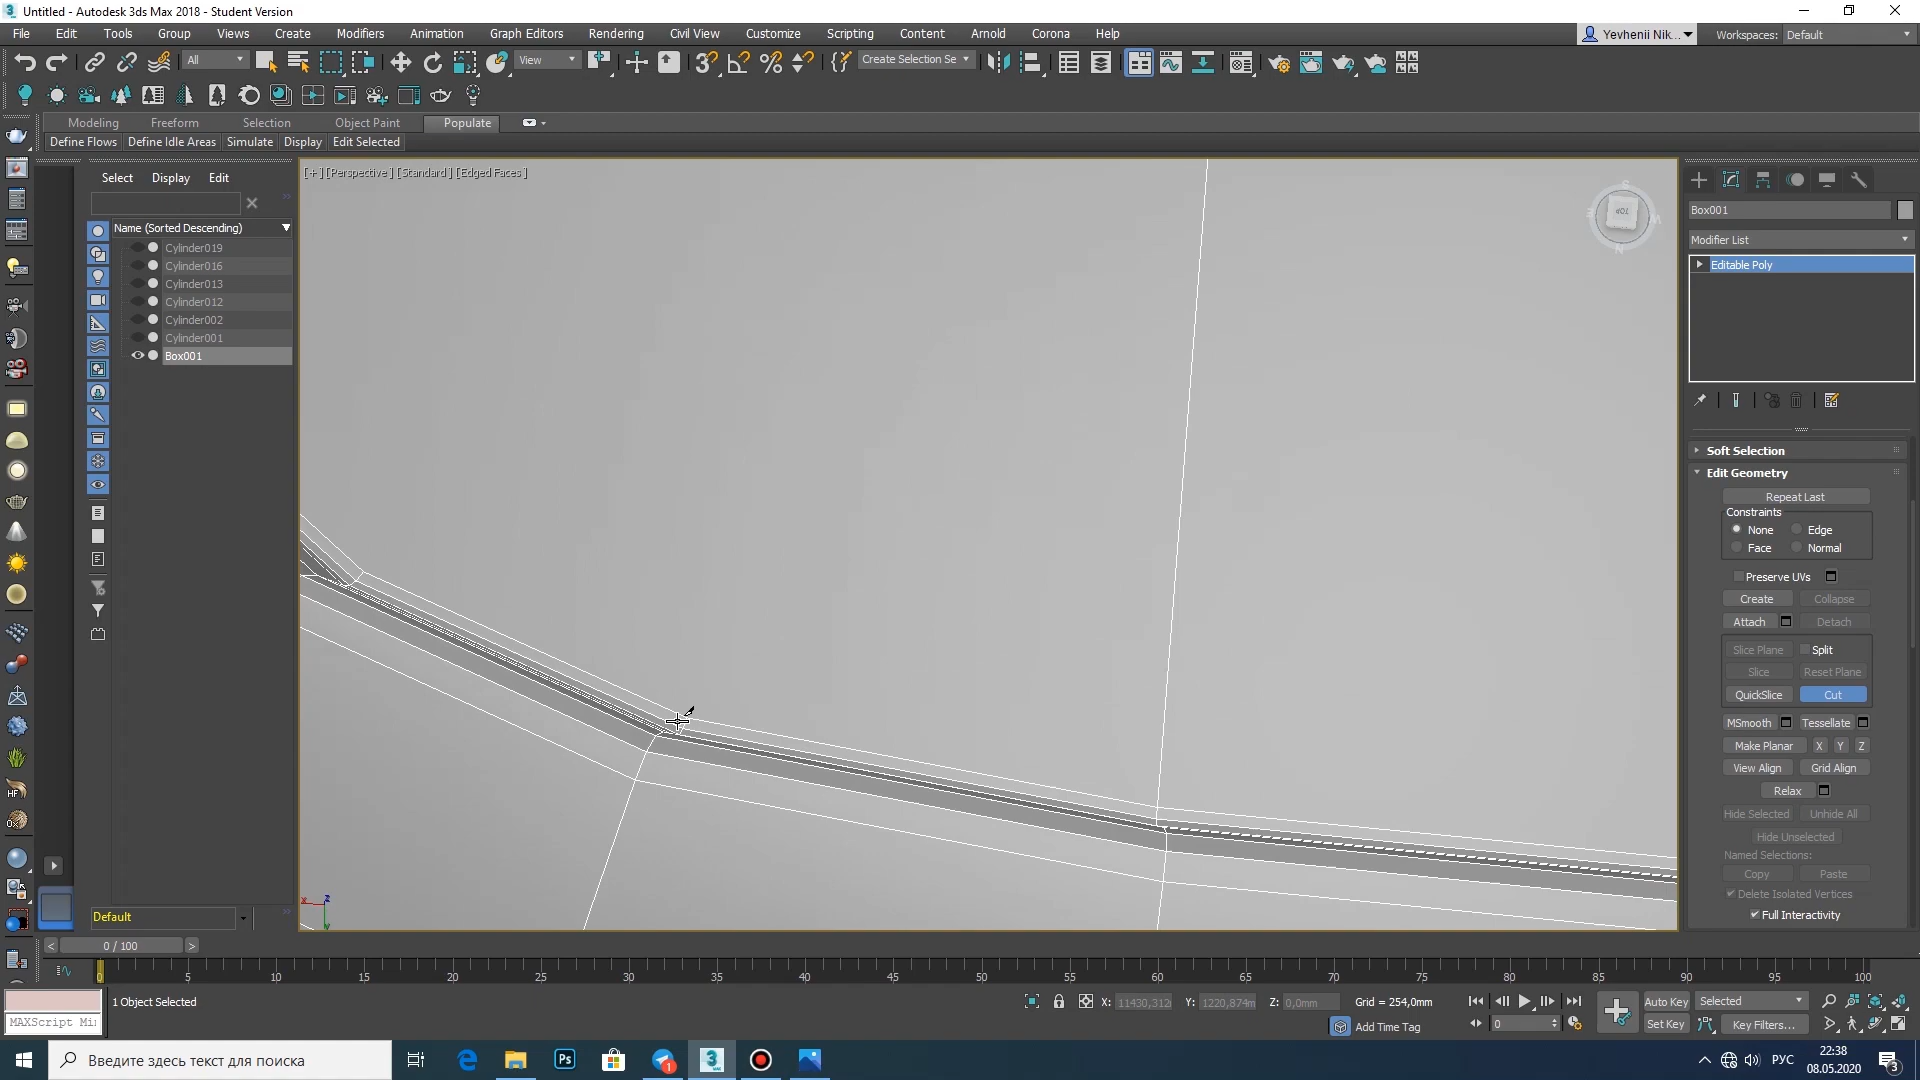 Untitled - Autodesk 3ds Max 2018 - Student Version
File Edit Tools Group Views Create Modifiers Animation Graph Editors Rendering Civil View Customize Scripting Content Arnold Corona Help
Yevhenii Nik... Workspaces: Default
All View Create Selection Se
Modeling Freeform Selection Object Paint Populate
Define Flows Define Idle Areas Simulate Display Edit Selected
Select Display Edit
Name (Sorted Descending)
Cylinder019
Cylinder016
Cylinder013
Cylinder012
Cylinder002
Cylinder001
Box001
Default
[+] [Perspective] [Standard] [Edged Faces]
TOP
S
N
Box001
Modifier List
Editable Poly
Soft Selection
Edit Geometry
Repeat Last
Constraints
None Edge
Face Normal
Preserve UVs
Create Collapse
Attach Detach
Slice Plane Split
Slice Reset Plane
QuickSlice Cut
MSmooth Tessellate
Make Planar X Y Z
View Align Grid Align
Relax
Hide Selected Unhide All
Hide Unselected
Named Selections:
Copy Paste
Delete Isolated Vertices
Full Interactivity
x z y
< 0 / 100 >
0 5 10 15 20 25 30 35 40 45 50 55 60 65 70 75 80 85 90 95 100
1 Object Selected X: 11430,312 Y: 1220,874m Z: 0,0mm Grid = 254,0mm Auto Key Selected
MAXScript Mi Add Time Tag 0 Set Key Key Filters...
Введите здесь текст для поиска
Ps
1
3
РУС
22:38
08.05.2020
3